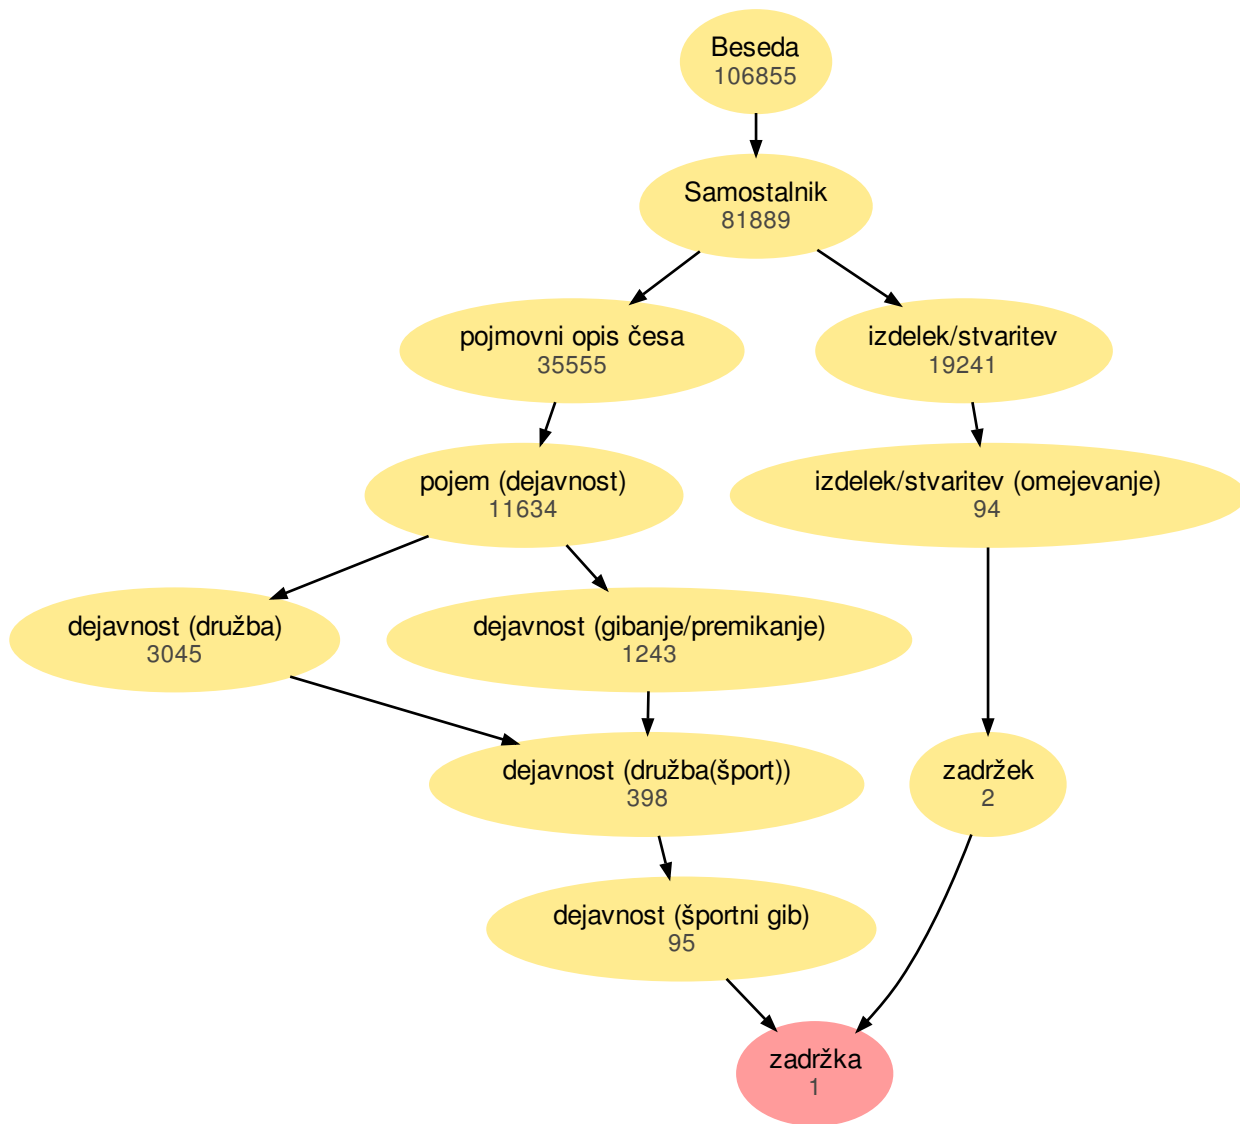 Beseda
106855
Samostalnik
81889
pojmovni opis česa
35555
izdelek/stvaritev
19241
pojem (dejavnost)
11634
izdelek/stvaritev (omejevanje)
94
dejavnost (družba)
3045
dejavnost (gibanje/premikanje)
1243
dejavnost (družba(šport))
398
zadržek
2
dejavnost (športni gib)
95
zadržka
1